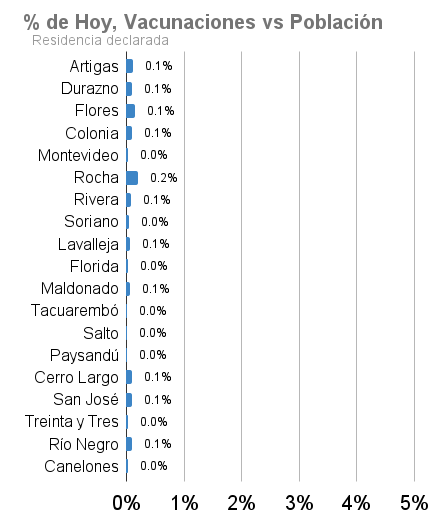 % de Hoy, Vacunaciones vs Población
Residencia declarada
Artigas 0.1%
Durazno 0.1%
Flores 0.1%
Colonia 0.1%
Montevideo 0.0%
Rocha 0.2%
Rivera 0.1%
Soriano 0.0%
Lavalleja 0.1%
Florida 0.0%
Maldonado 0.1%
Tacuarembó 0.0%
Salto 0.0%
Paysandú 0.0%
Cerro Largo 0.1%
San José 0.1%
Treinta y Tres 0.0%
Río Negro 0.1%
Canelones 0.0%
0% 1% 2% 3% 4% 5%